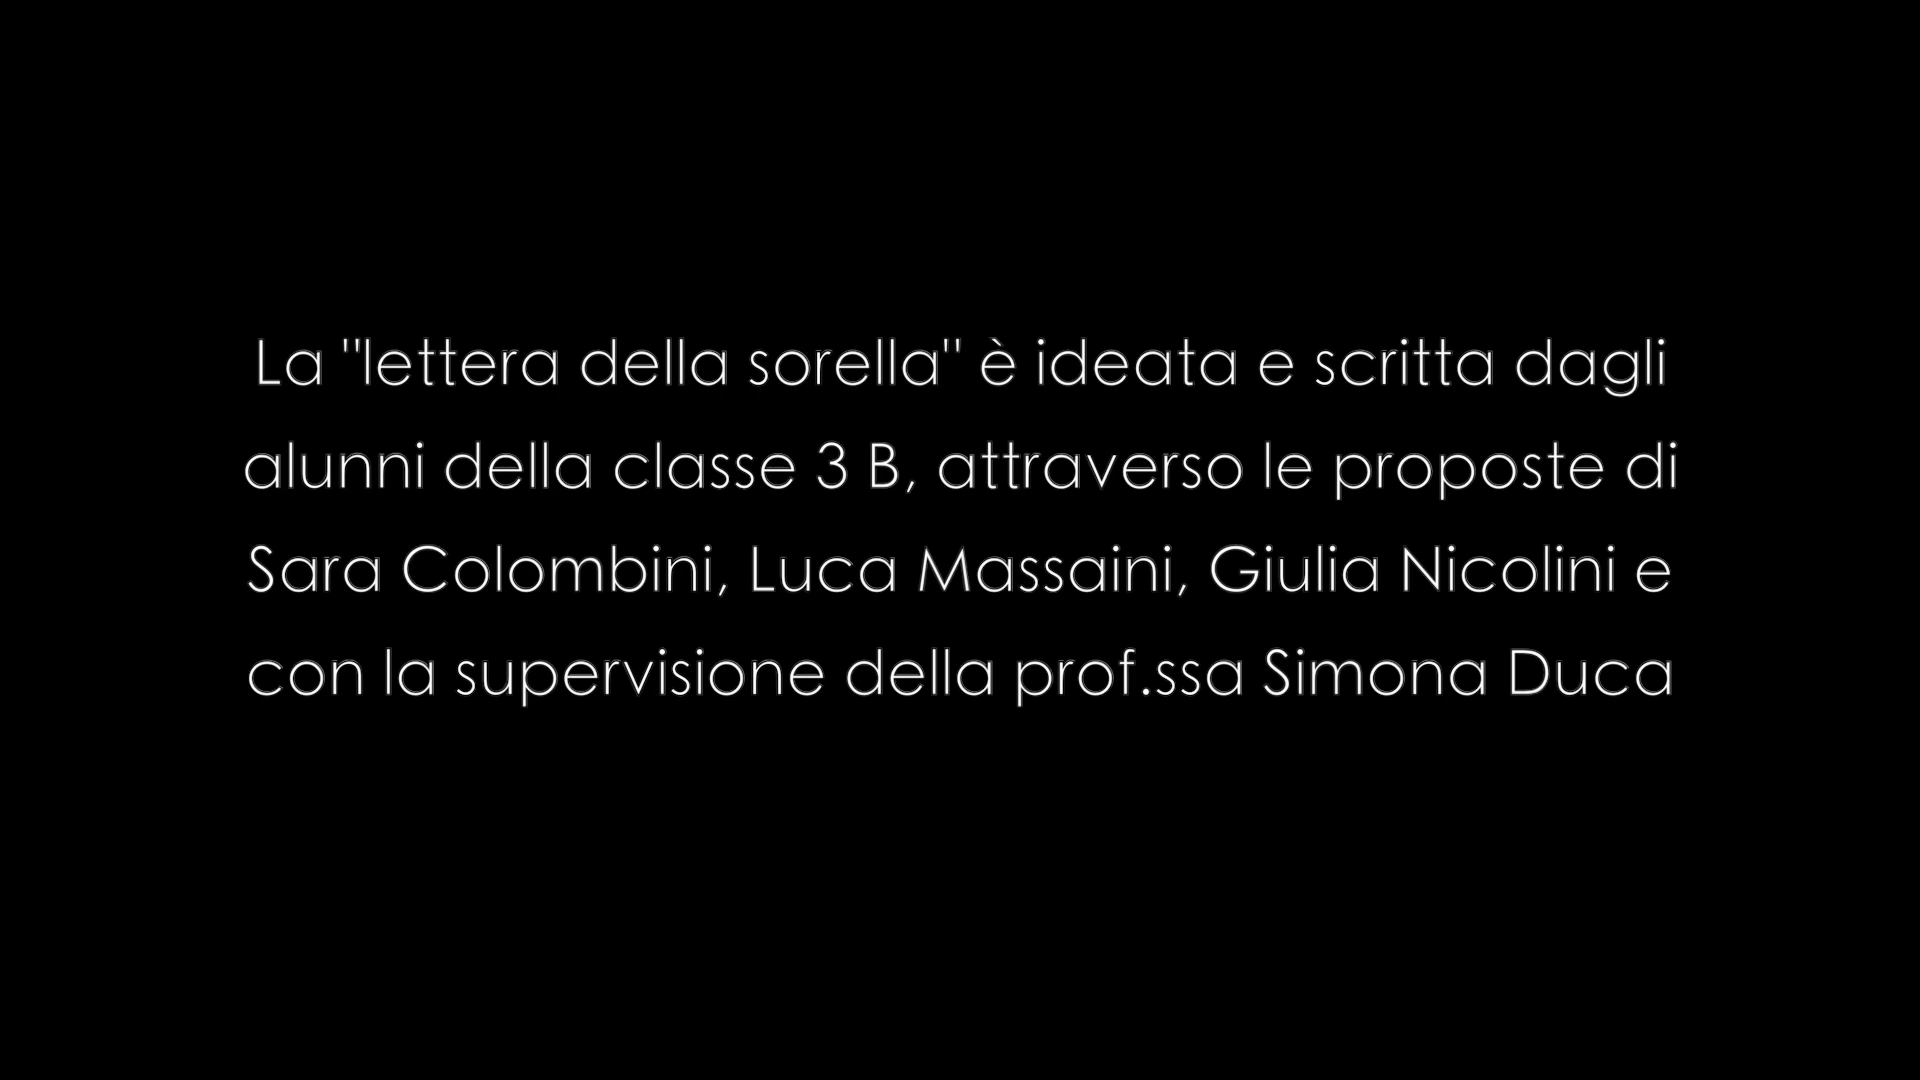 La "lettera della sorella" è ideata e scritta dagli
alunni della classe 3 B, attraverso le proposte di
Sara Colombini, Luca Massaini, Giulia Nicolini e
con la supervisione della prof.ssa Simona Duca